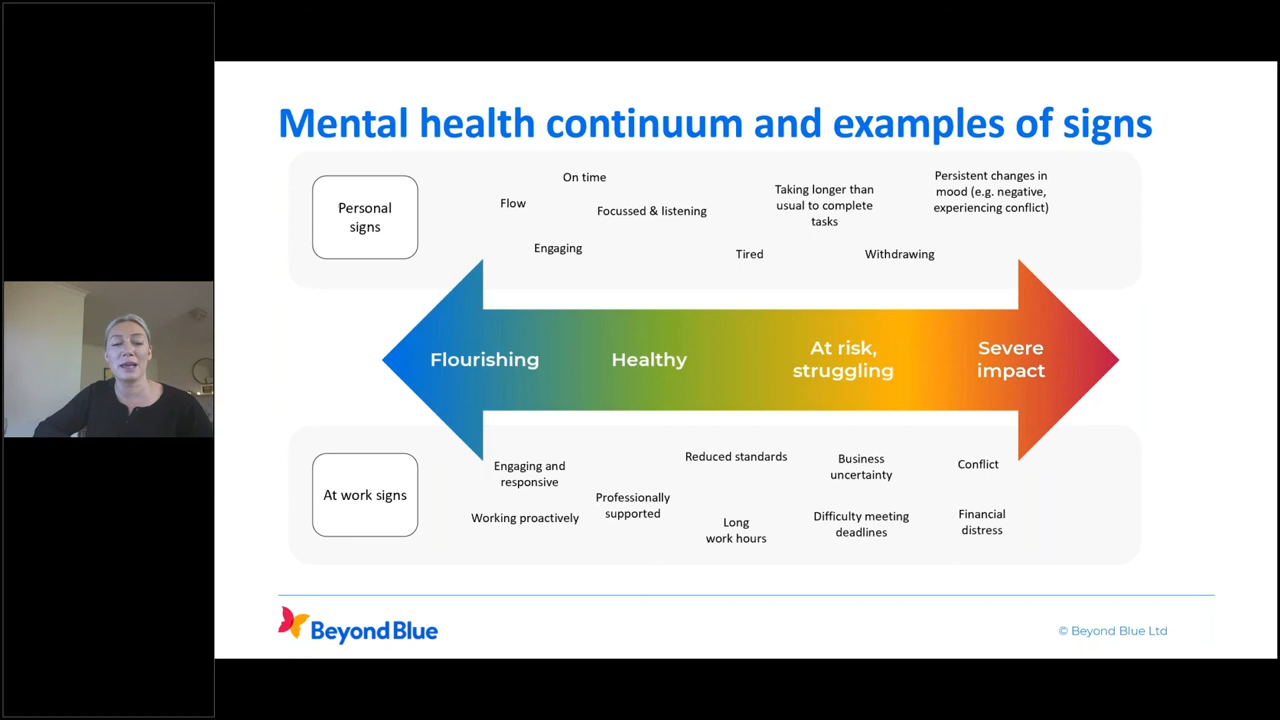 Mental health continuum and examples of signs
Personal
signs
On time
Flow
Focussed & listening
Engaging
Taking longer than
usual to complete
tasks
Tired
Withdrawing
Persistent changes in
mood (e.g. negative,
experiencing conflict)
Flourishing
Healthy
At risk,
struggling
Severe
impact
At work signs
Engaging and
responsive
Working proactively
Professionally
supported
Reduced standards
Long
work hours
Business
uncertainty
Difficulty meeting
deadlines
Conflict
Financial
distress
Beyond Blue
© Beyond Blue Ltd